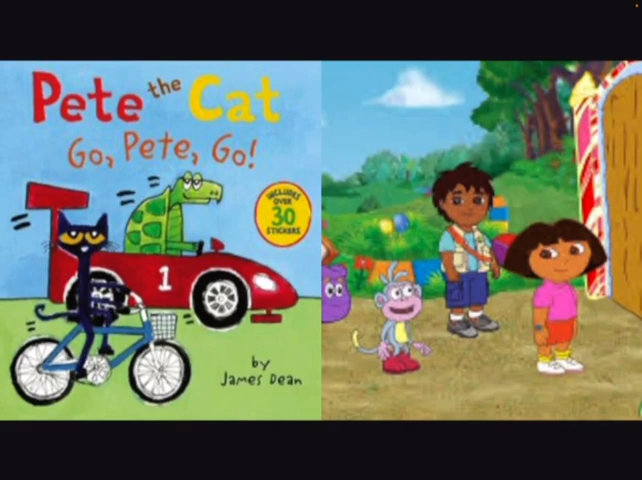 Pete the Cat
Go, Pete, Go!
INCLUDES
OVER
30
STICKERS
1
by
James Dean